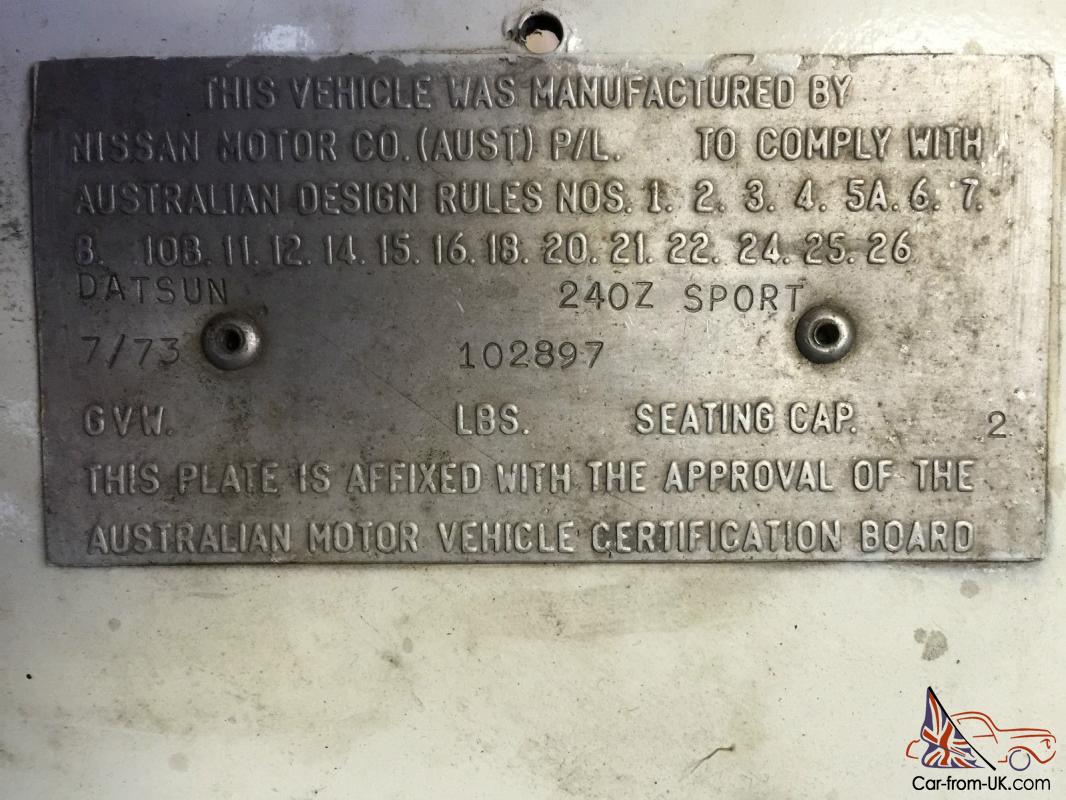 THIS VEHICLE WAS MANUFACTURED BY
NISSAN MOTOR CO. (AUST) P/L. TO COMPLY WITH
AUSTRALIAN DESIGN RULES NOS. 1. 2. 3. 4. 5A. 6. 7.
8. 10B. 11. 12. 14. 15. 16. 18. 20. 21. 22. 24. 25. 26
DATSUN 240Z SPORT
7/73 102897
GVW. LBS. SEATING CAP. 2
THIS PLATE IS AFFIXED WITH THE APPROVAL OF THE
AUSTRALIAN MOTOR VEHICLE CERTIFICATION BOARD
Car-from-UK.com